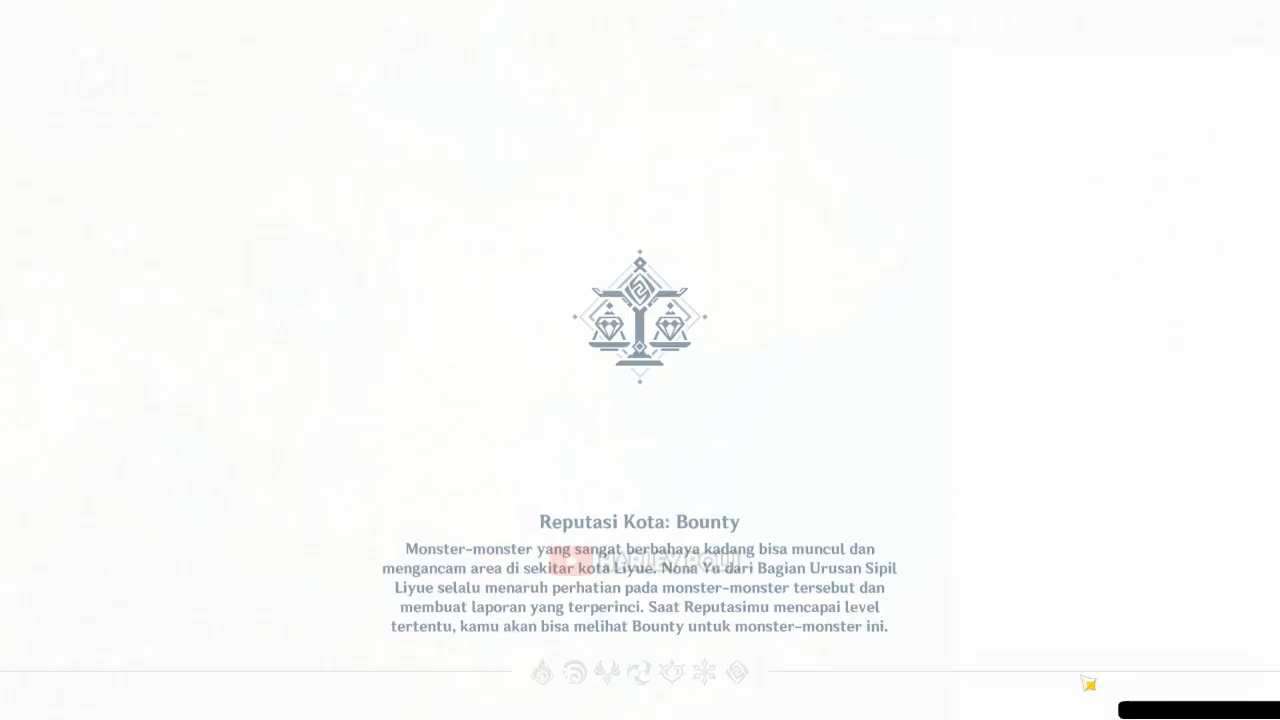 Reputasi Kota: Bounty
Monster-monster yang sangat berbahaya kadang bisa muncul dan
mengancam area di sekitar kota Liyue. Nona Yu dari Bagian Urusan Sipil
Liyue selalu menaruh perhatian pada monster-monster tersebut dan
membuat laporan yang terperinci. Saat Reputasimu mencapai level
tertentu, kamu akan bisa melihat Bounty untuk monster-monster ini.